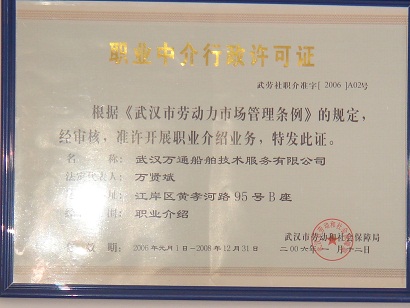 职业中介行政许可证
武劳社职介准字[2006]A02号
根据《武汉市劳动力市场管理条例》的规定,
经审核,准许开展职业介绍业务,特发此证。
名 称:武汉万通船舶技术服务有限公司
法定代表人:万贤斌
址:江岸区黄孝河路95号B座
围:职业介绍
明:2006年元月1日-2008年12月31日
武汉市劳动和社会保障局
二〇〇六年一月十二日